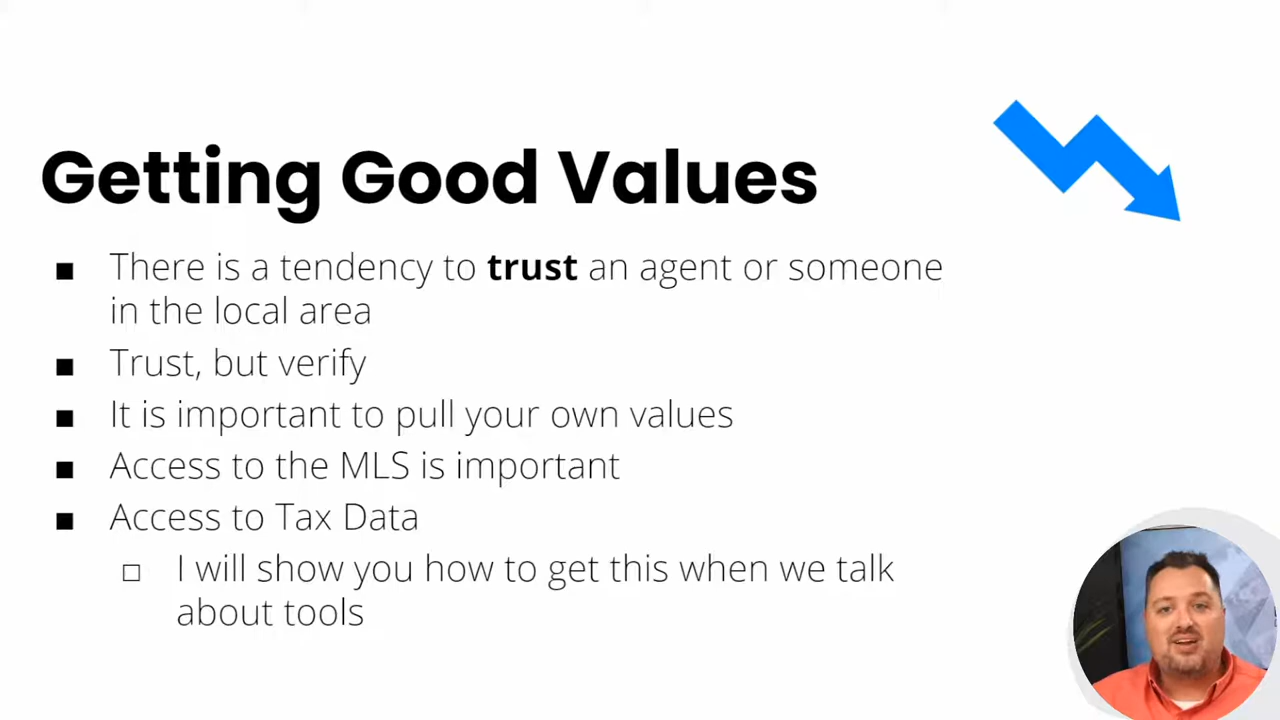 Getting Good Values
■ There is a tendency to trust an agent or someone
in the local area
■ Trust, but verify
■ It is important to pull your own values
■ Access to the MLS is important
■ Access to Tax Data
□ I will show you how to get this when we talk
about tools